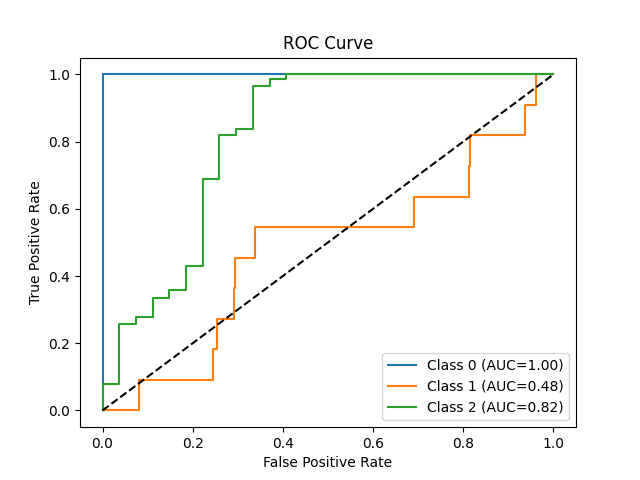 ROC Curve
True Positive Rate
1.0
0.8
0.6
0.4
0.2
0.0
Class 0 (AUC=1.00)
Class 1 (AUC=0.48)
Class 2 (AUC=0.82)
0.0 0.2 0.4 0.6 0.8 1.0
False Positive Rate